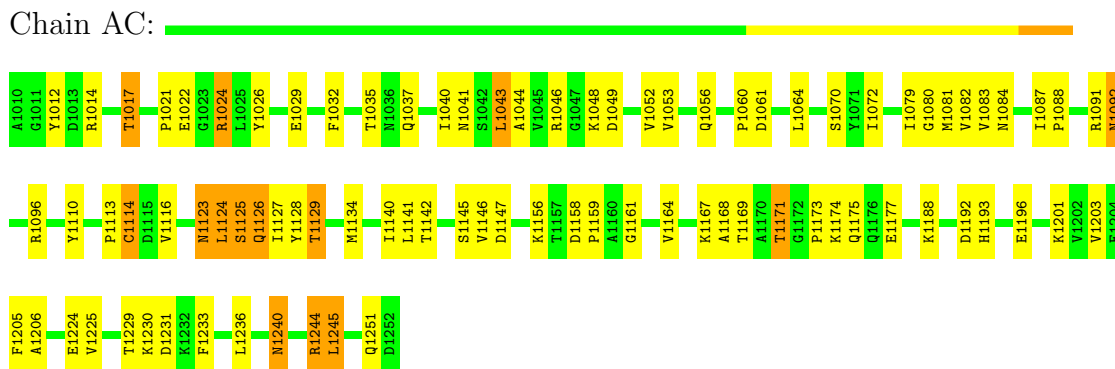 Chain AC:
A1010 G1011 Y1012 D1013 R1014 T1017 P1021 E1022 G1023 R1024 L1025 Y1026 E1029 F1032 T1035 N1036 Q1037 I1040 N1041 S1042 L1043 A1044 V1045 R1046 G1047 K1048 D1049 V1052 V1053 Q1056 P1060 D1061 L1064 S1070 Y1071 I1072 I1079 G1080 M1081 V1082 V1083 N1084 I1087 P1088 R1091 N1092
R1096 Y1110 P1113 C1114 D1115 V1116 N1123 L1124 S1125 Q1126 I1127 Y1128 T1129 M1134 I1140 L1141 T1142 S1145 V1146 D1147 K1156 T1157 D1158 P1159 A1160 G1161 V1164 K1167 A1168 T1169 A1170 T1171 G1172 P1173 K1174 Q1175 Q1176 E1177 K1188 D1192 H1193 E1196 K1201 V1202 V1203 E1204
F1205 A1206 E1224 V1225 T1229 K1230 D1231 K1232 F1233 L1236 N1240 R1244 L1245 Q1251 D1252